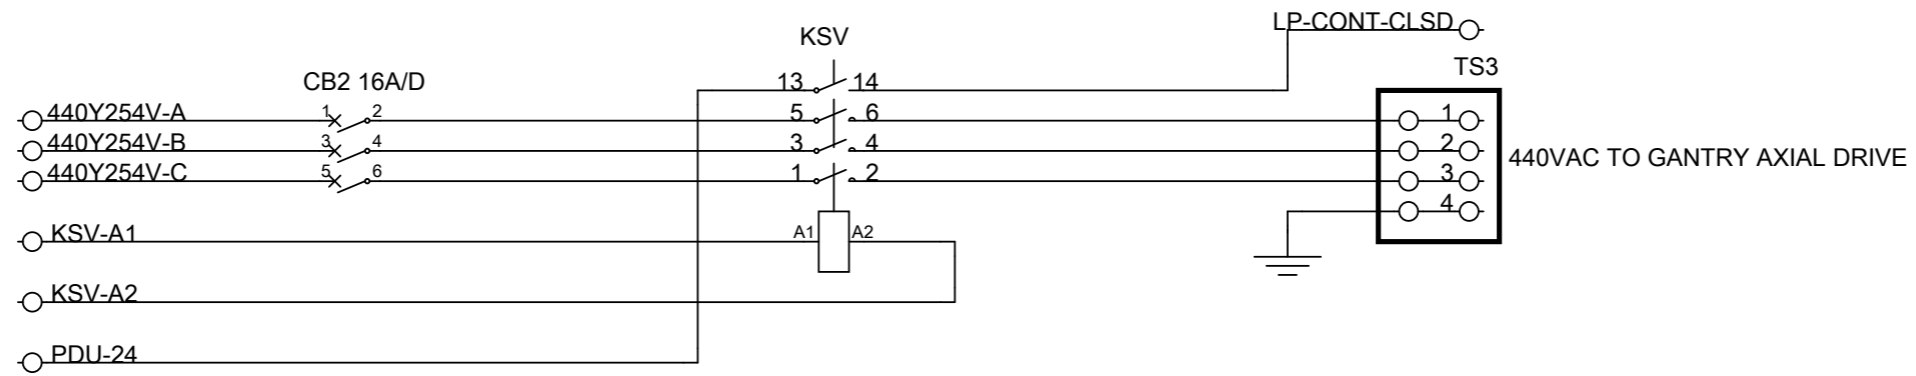 LP-CONT-CLSD
KSV
TS3
CB2 16A/D
13 14
440Y254V-A 1 2 5 6 1
440Y254V-B 3 4 3 4 2
440VAC TO GANTRY AXIAL DRIVE
440Y254V-C 5 6 1 2 3
4
KSV-A1 A1 A2
KSV-A2
PDU-24